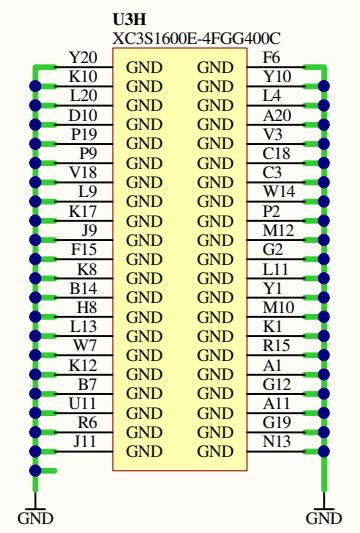 U3H
XC3S1600E-4FGG400C
Y20 GND GND F6
K10 GND GND Y10
L20 GND GND L4
D10 GND GND A20
P19 GND GND V3
P9 GND GND C18
V18 GND GND C3
L9 GND GND W14
K17 GND GND P2
J9 GND GND M12
F15 GND GND G2
K8 GND GND L11
B14 GND GND Y1
H8 GND GND M10
L13 GND GND K1
W7 GND GND R15
K12 GND GND A1
B7 GND GND G12
U11 GND GND A11
R6 GND GND G19
J11 GND GND N13
GND GND